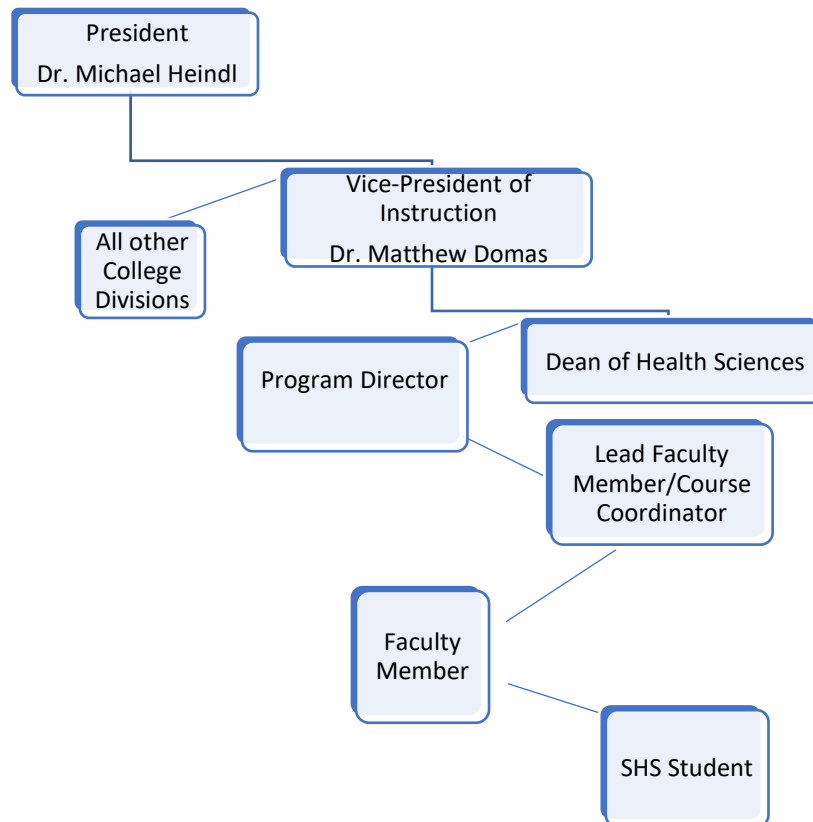 President
Dr. Michael Heindl
Vice-President of
Instruction
Dr. Matthew Domas
All other
College
Divisions
Program Director
Dean of Health Sciences
Lead Faculty
Member/Course
Coordinator
Faculty
Member
SHS Student